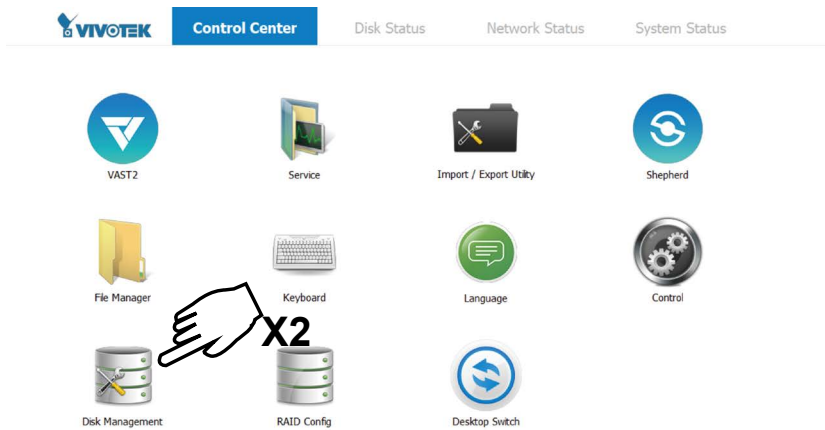 VIVOTEK Control Center Disk Status Network Status System Status
VAST2 Service Import / Export Utility Shepherd
File Manager Keyboard Language Control
X2
Disk Management RAID Config Desktop Switch